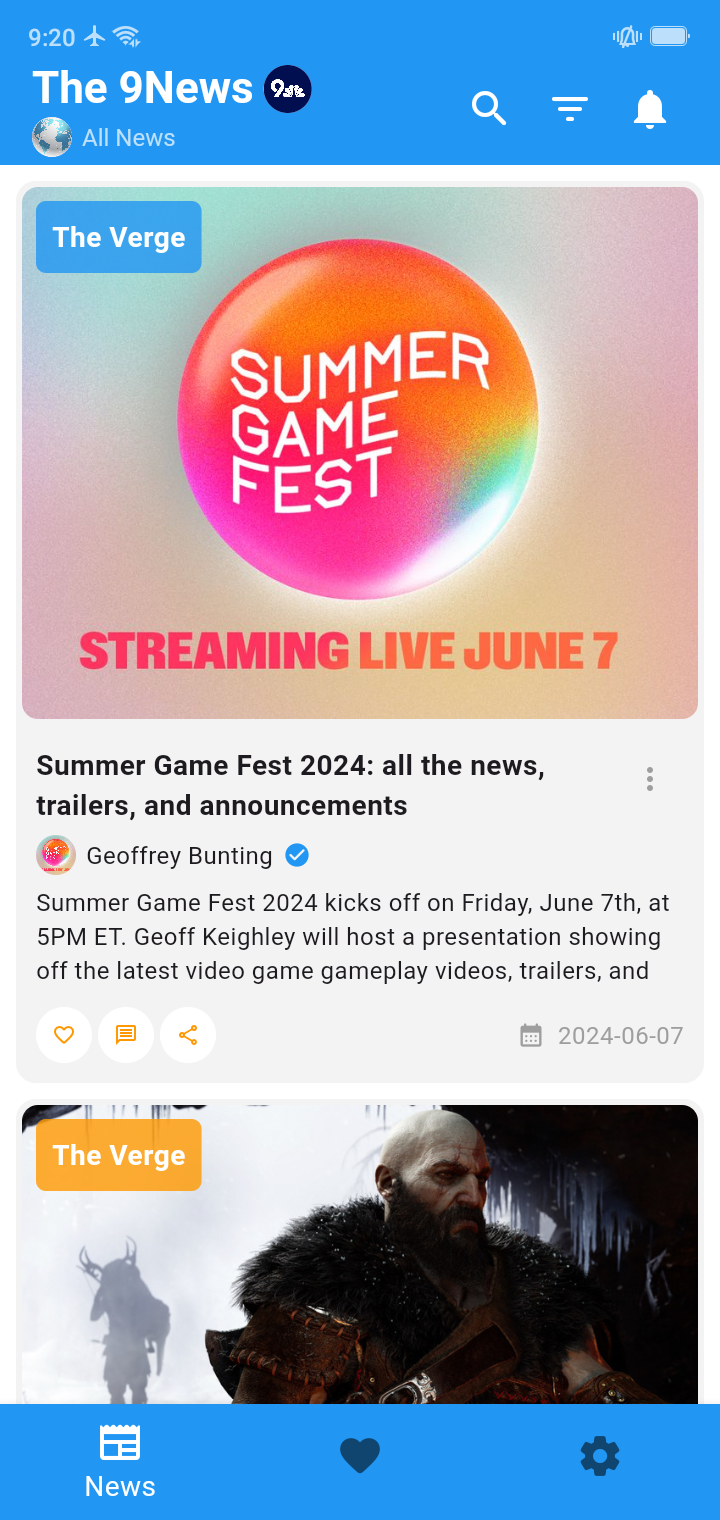 9:20
The 9News
All News
The Verge
SUMMER
GAME
FEST
STREAMING LIVE JUNE 7
Summer Game Fest 2024: all the news,
trailers, and announcements
Geoffrey Bunting
Summer Game Fest 2024 kicks off on Friday, June 7th, at
5PM ET. Geoff Keighley will host a presentation showing
off the latest video game gameplay videos, trailers, and
2024-06-07
The Verge
News